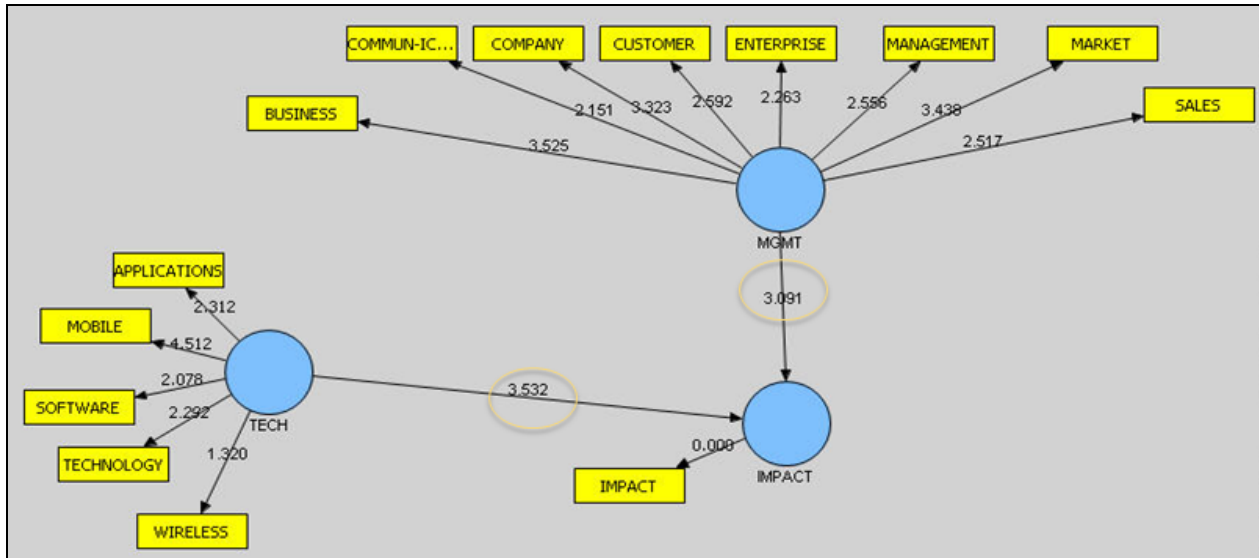 COMMUN-IC...
COMPANY
CUSTOMER
ENTERPRISE
MANAGEMENT
MARKET
BUSINESS
SALES
2.151
3.323
2.592
2.263
2.556
3.438
3.525
2.517
MGMT
3.091
APPLICATIONS
2.312
MOBILE
4.512
2.078
SOFTWARE
2.292
TECH
TECHNOLOGY
1.320
WIRELESS
3.532
0.000
IMPACT
IMPACT